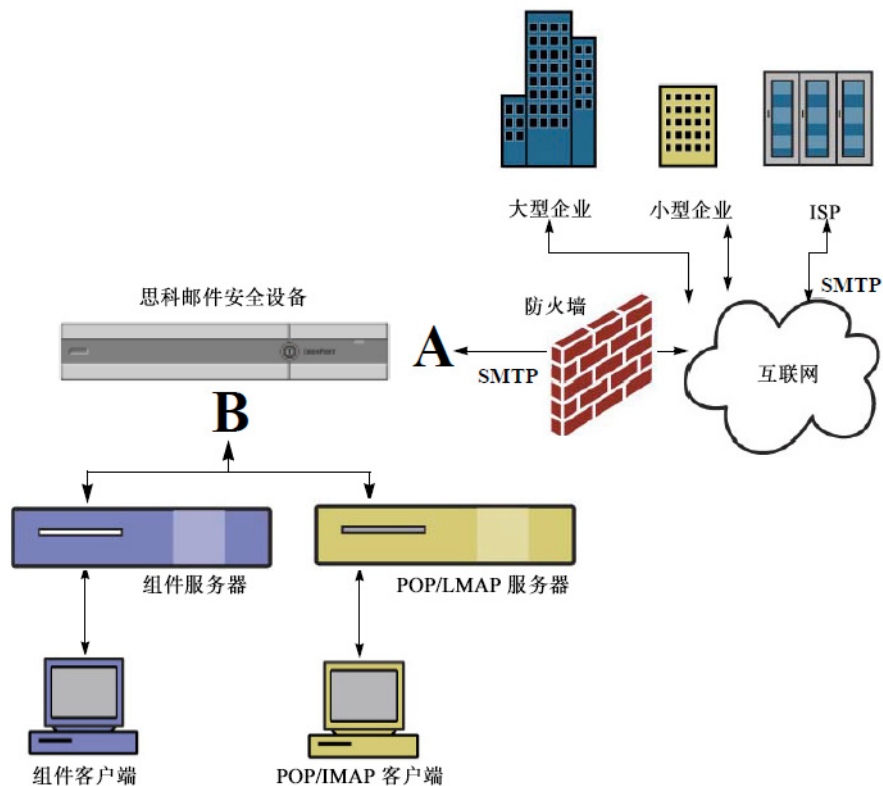 大型企业
小型企业
ISP
思科邮件安全设备
防火墙
SMTP
A
SMTP
互联网
B
组件服务器
POP/LMAP 服务器
组件客户端
POP/IMAP 客户端